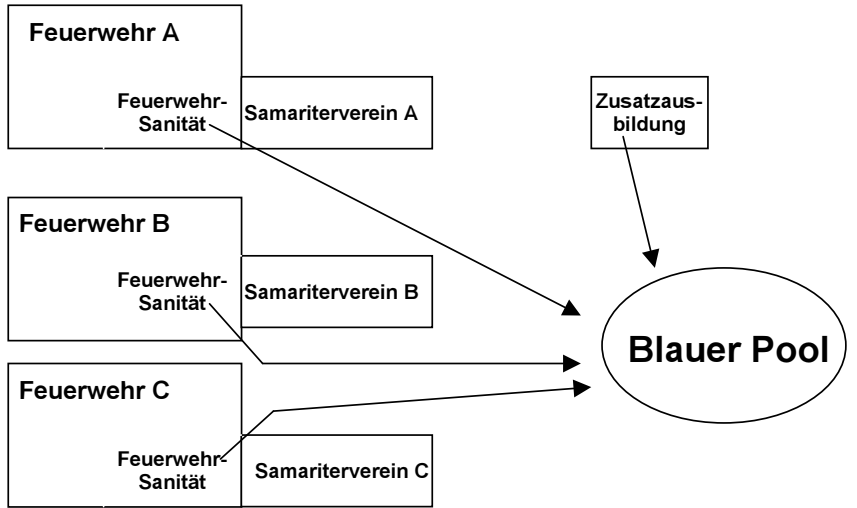 Feuerwehr A
Feuerwehr-
Sanität
Samariterverein A
Zusatzaus-
bildung
Feuerwehr B
Feuerwehr-
Sanität
Samariterverein B
Blauer Pool
Feuerwehr C
Feuerwehr-
Sanität
Samariterverein C